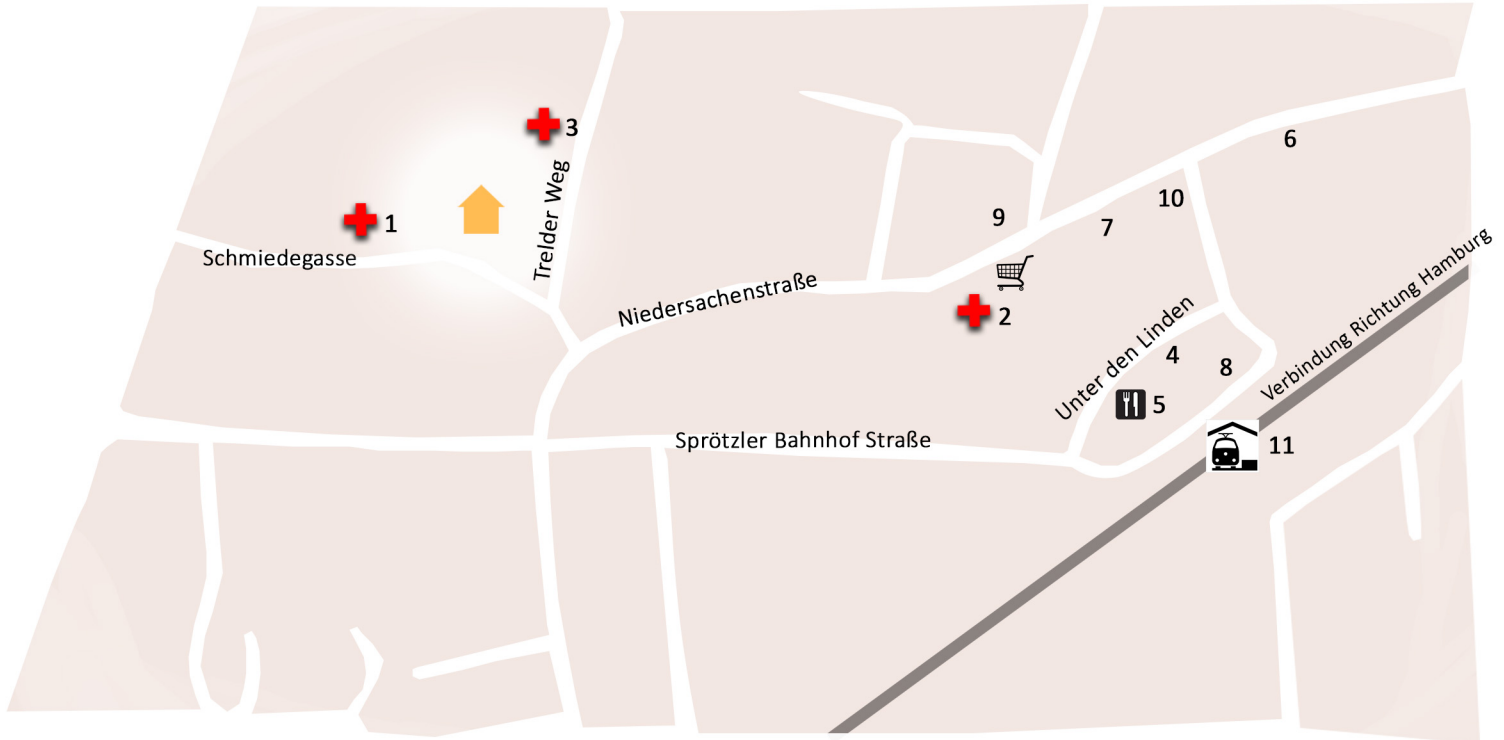 6
3
Trelder Weg
10
9
1
7
Schmiedegasse
Verbindung Richtung Hamburg
Niedersachenstraße
2
Unter den Linden
4
8
5
Sprötzler Bahnhof Straße
11